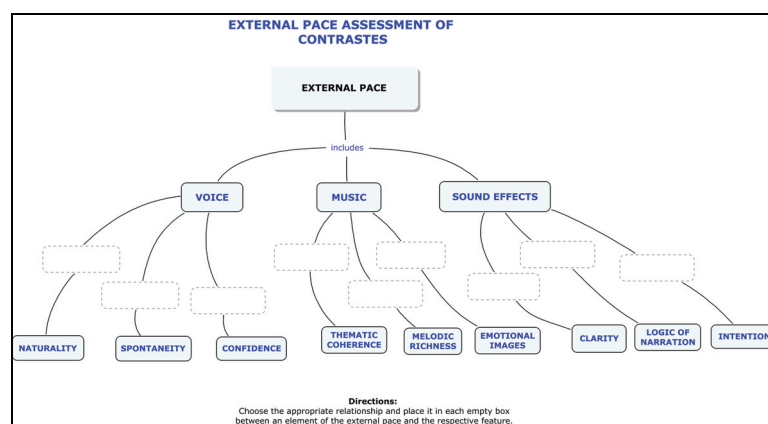 EXTERNAL PACE ASSESSMENT OF
CONTRASTES
EXTERNAL PACE
includes
VOICE
MUSIC
SOUND EFFECTS
NATURALITY
SPONTANEITY
CONFIDENCE
THEMATIC
COHERENCE
MELODIC
RICHNESS
EMOTIONAL
IMAGES
CLARITY
LOGIC OF
NARRATION
INTENTION
Directions:
Choose the appropriate relationship and place it in each empty box
between an element of the external pace and the respective feature.